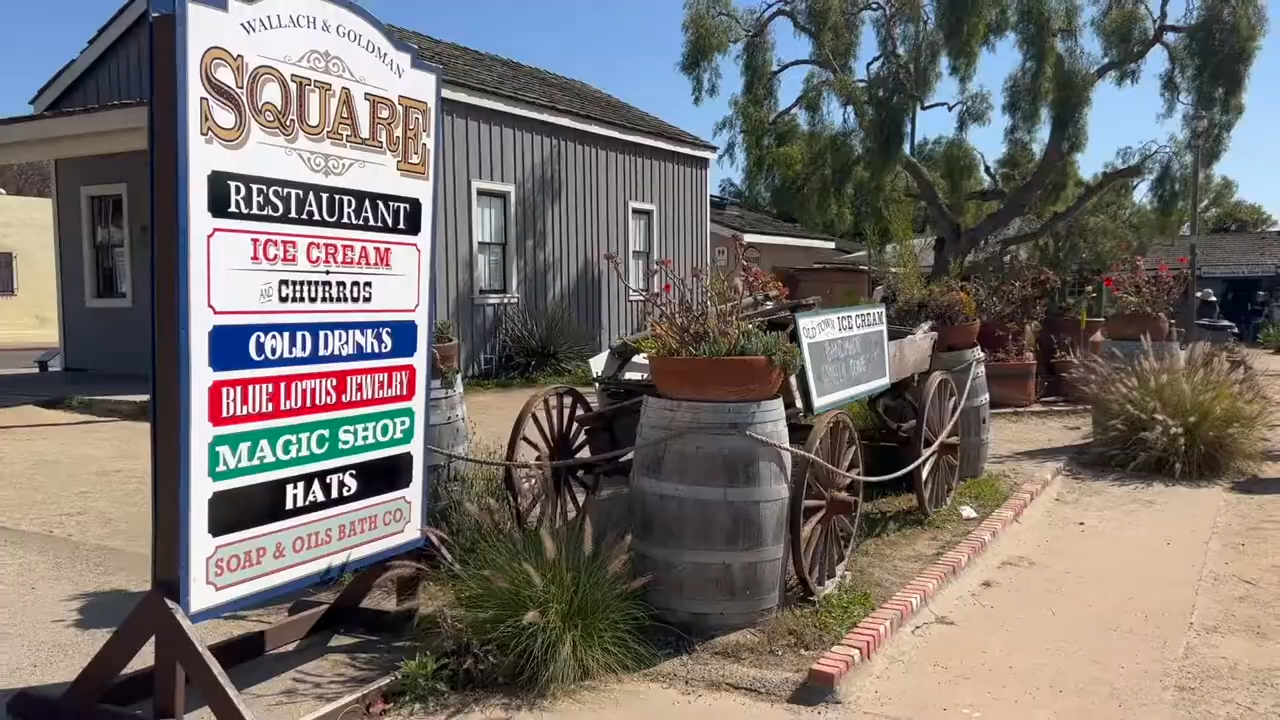 WALLACH & GOLDMAN
SQUARE
RESTAURANT
ICE CREAM
AND CHURROS
COLD DRINK'S
BLUE LOTUS JEWELRY
MAGIC SHOP
HATS
SOAP & OILS BATH CO.
OLD TOWN ICE CREAM